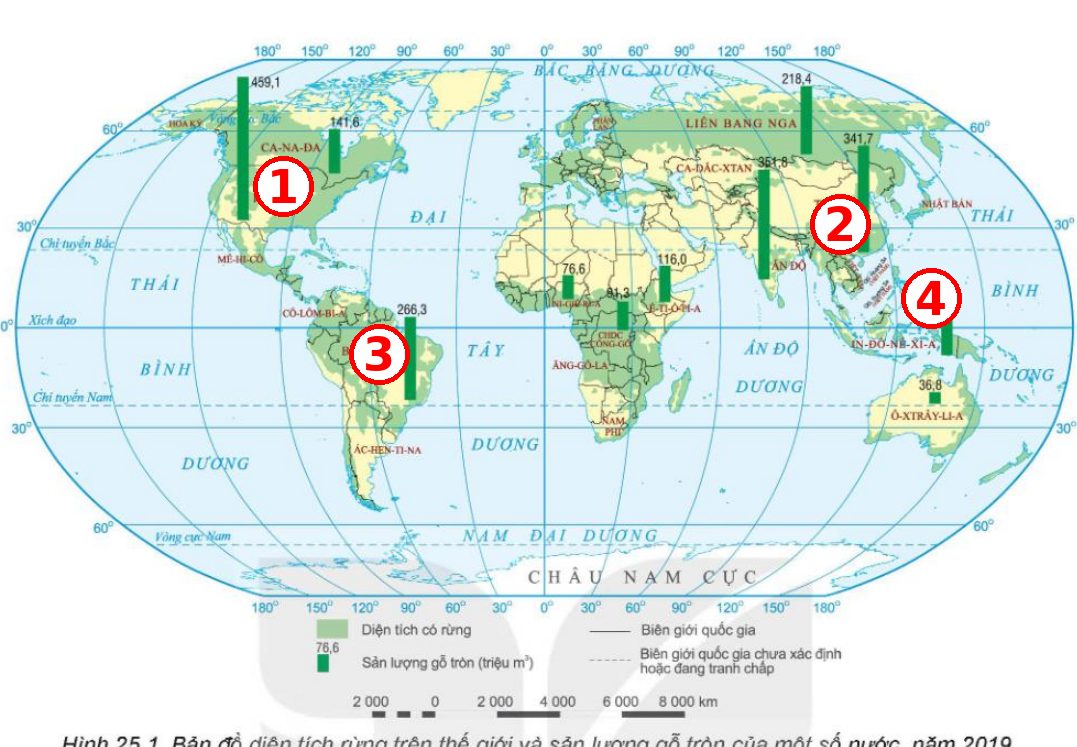 180° 150° 120° 90° 60° 30° 0° 30° 60° 90° 120° 150° 180°
BẮC BĂNG DƯƠNG
459,1
218,4
HOA KỲ
Vòng cực Bắc
141,6
PHẦN LAN
LIÊN BANG NGA
60°
60°
CA-NA-ĐA
341,7
351,8
CA-DẮC-XTAN
1
NHẬT BẢN
2
ĐẠI
THÁI
30°
30°
Chí tuyến Bắc
MÊ-HI-CÔ
76,6
116,0
ẤN ĐỘ
THÁI
BÌNH
91,3
Ê-TI-Ô-PI-A
4
CÔ-LÔM-BI-A
266,3
0°
Xích đạo
CHDC CÔNG-GÔ
IN-ĐÔ-NÊ-XI-A
3
TÂY
ẤN ĐỘ
BÌNH
ĂNG-GÔ-LA
DƯƠNG
DƯƠNG
36,8
Chí tuyến Nam
Ô-XTRÂY-LI-A
30°
NAM PHI
30°
DƯƠNG
ÁC-HEN-TI-NA
DƯƠNG
60°
60°
Vòng cực Nam
NAM ĐẠI DƯƠNG
CHÂU NAM CỰC
180° 150° 120° 90° 60° 30° 0° 30° 60° 90° 120° 150° 180°
Diện tích có rừng
Biên giới quốc gia
76,6
Sản lượng gỗ tròn (triệu m³)
Biên giới quốc gia chưa xác định
hoặc đang tranh chấp
2 000 0 2 000 4 000 6 000 8 000 km
Hình 25.1. Bản đồ diện tích rừng trên thế giới và sản lượng gỗ tròn của một số nước, năm 2019